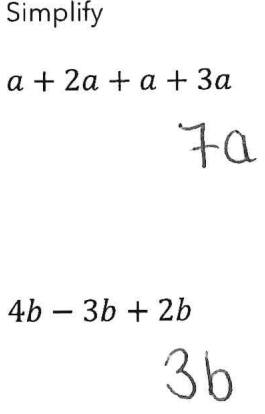 Simplify
a + 2a + a + 3a
7a
4b − 3b + 2b
3b